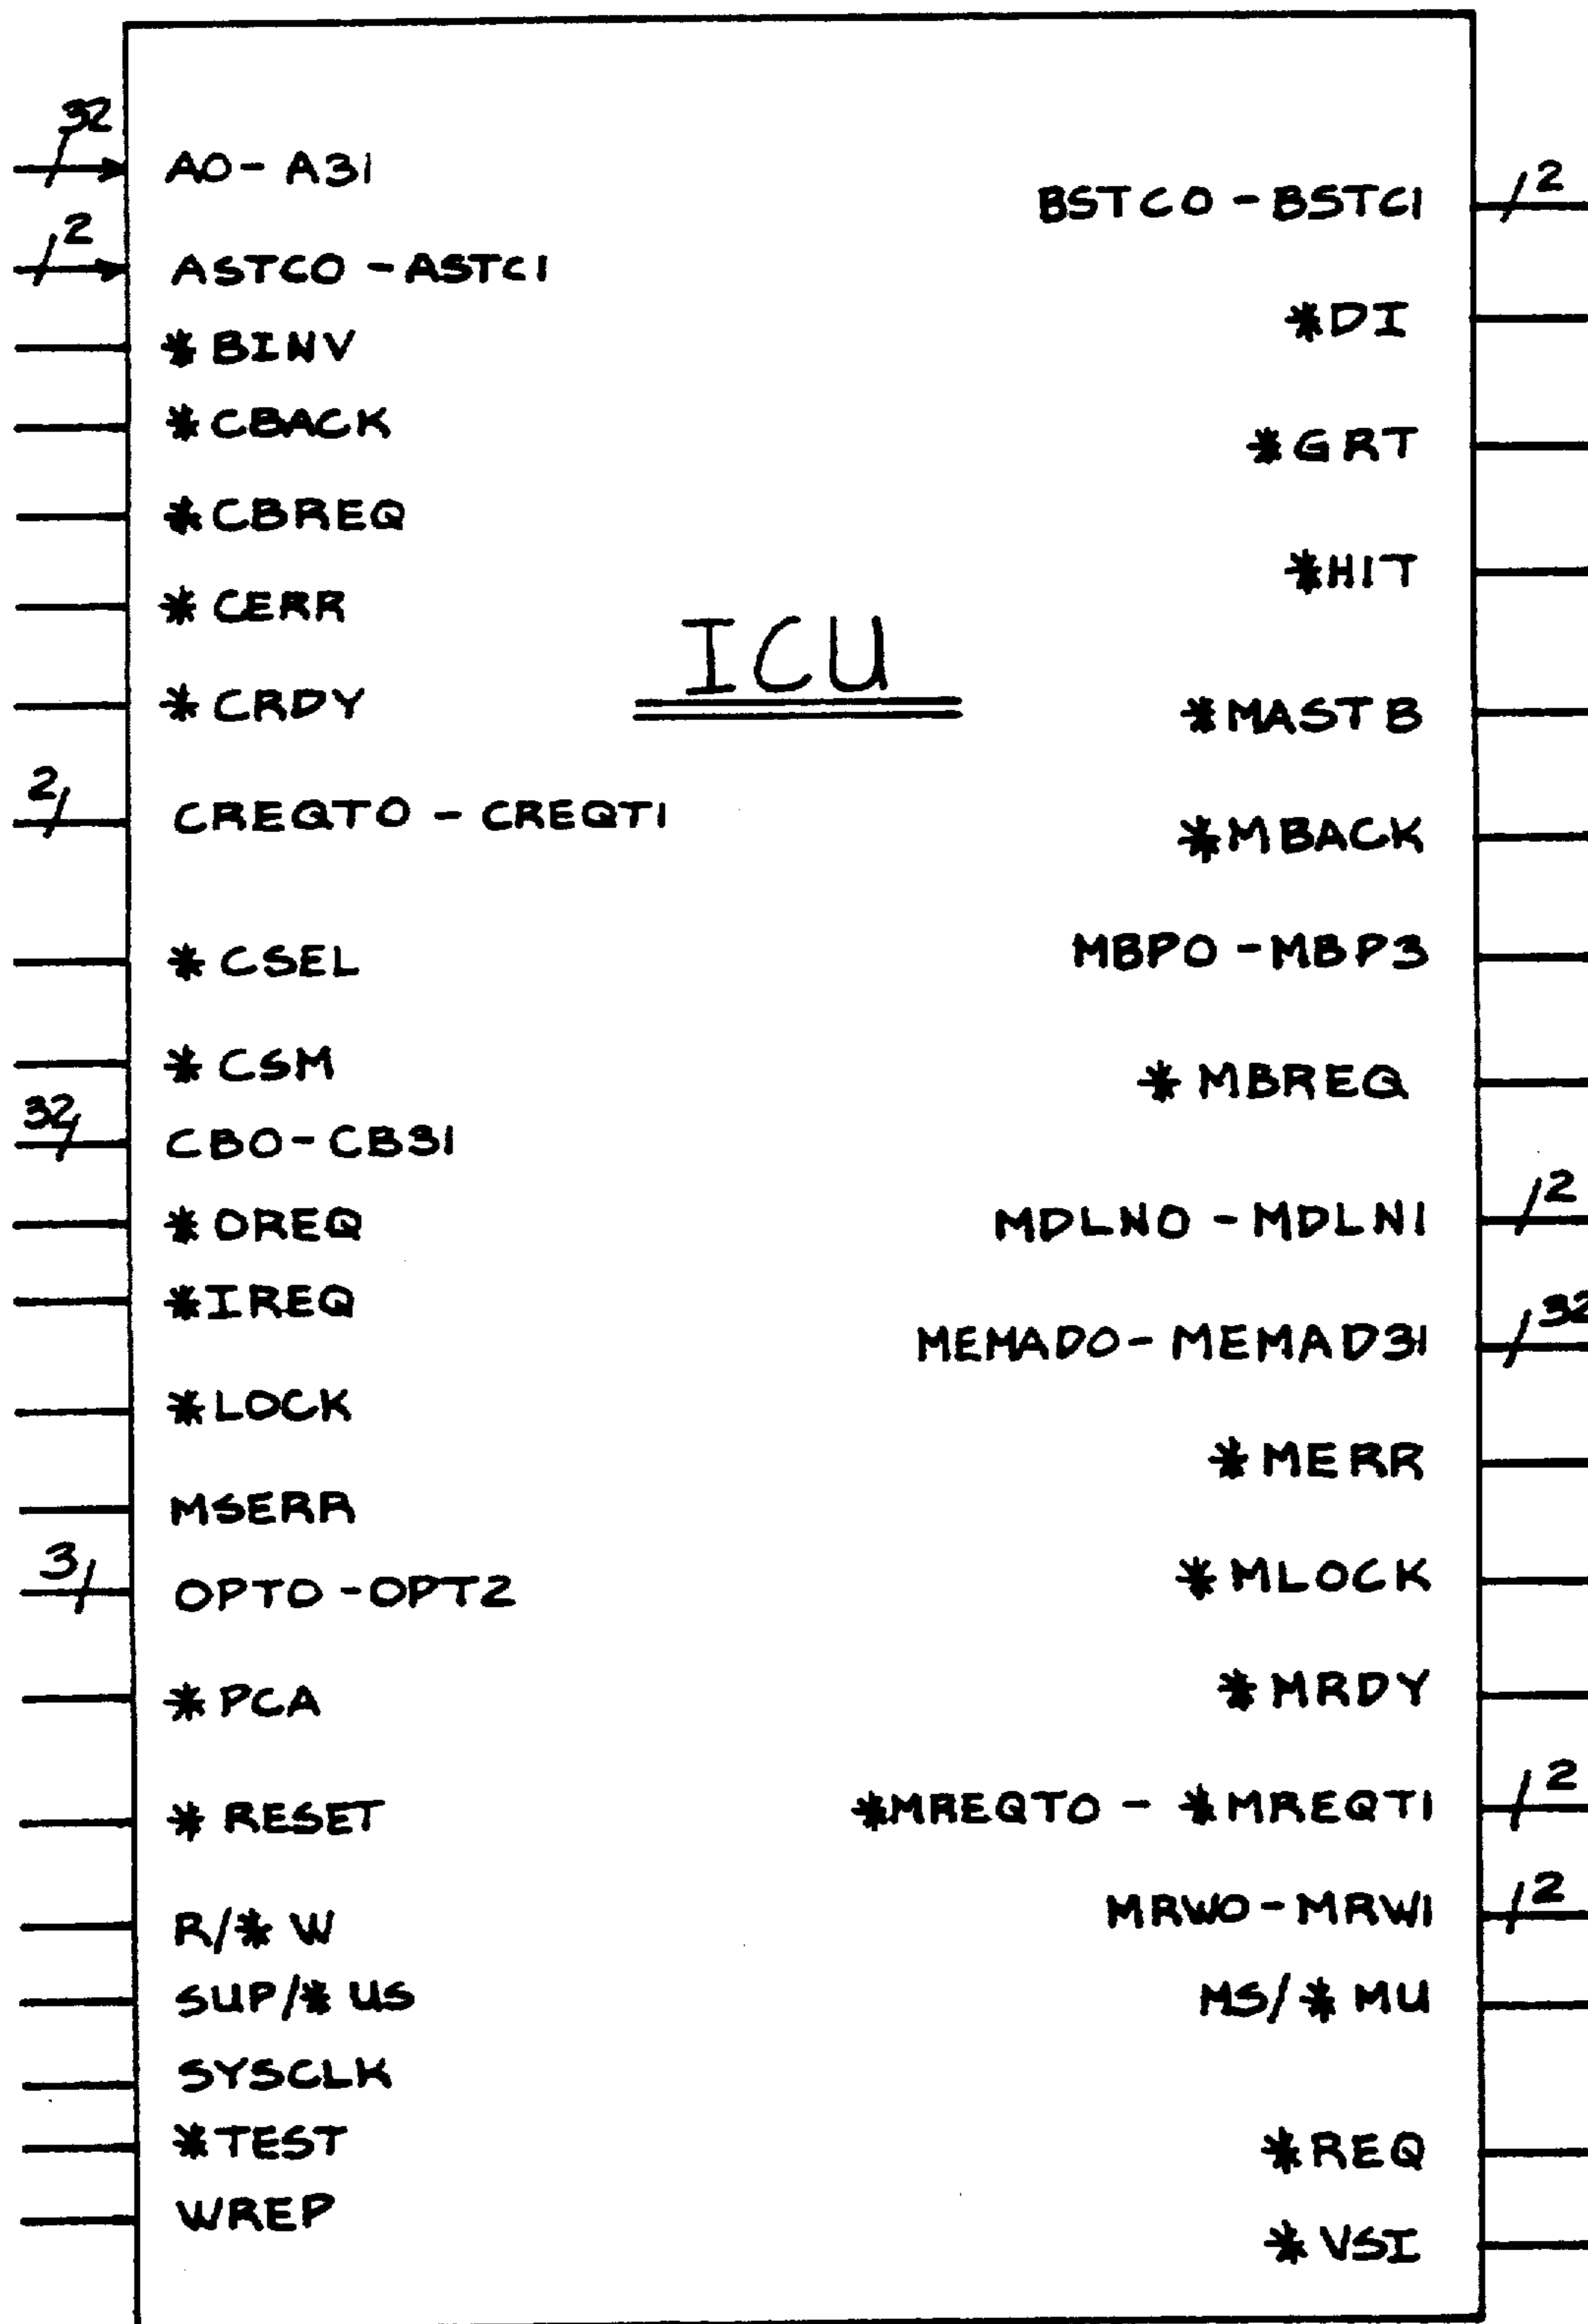 32
A0-A31
2
ASTC0-ASTC1
*BINV
*CBACK
*CBREQ
*CERR
*CRDY
2
CREQT0-CREQT1
*CSEL
*CSM
32
CB0-CB31
*OREQ
*IREQ
*LOCK
MSERR
3
OPT0-OPT2
*PCA
*RESET
R/*W
SUP/*US
SYSCLK
*TEST
WREP
ICU
BSTC0-BSTC1
2
*DI
*GRT
*HIT
*MASTB
*MBACK
MBP0-MBP3
*MBREQ
MDLN0-MDLN1
2
MEMAD0-MEMAD31
32
*MERR
*MLOCK
*MRDY
*MREQT0-*MREQT1
2
MRW0-MRW1
2
MS/*MU
*REQ
*VSI